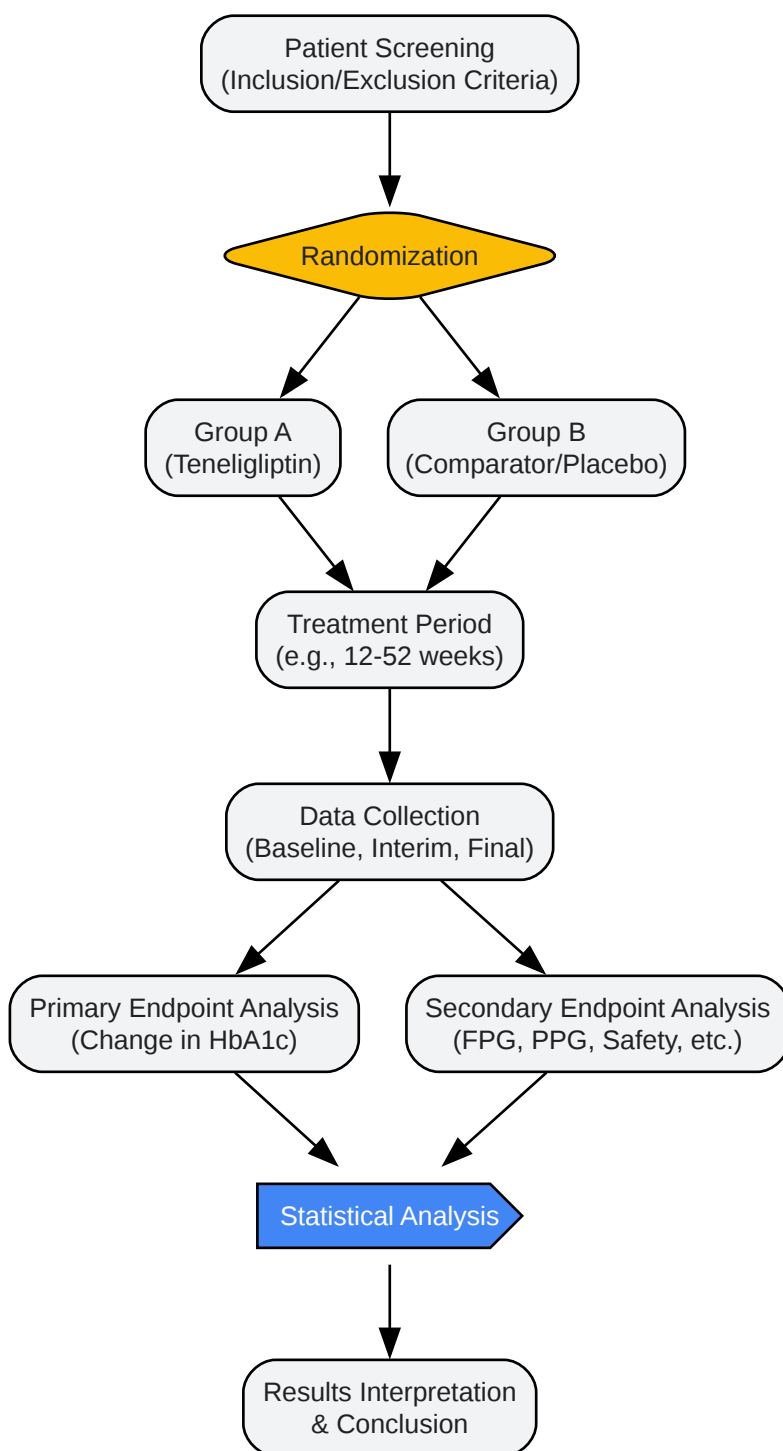 Patient Screening
(Inclusion/Exclusion Criteria)
Randomization
Group A
(Teneligliptin)
Group B
(Comparator/Placebo)
Treatment Period
(e.g., 12-52 weeks)
Data Collection
(Baseline, Interim, Final)
Primary Endpoint Analysis
(Change in HbA1c)
Secondary Endpoint Analysis
(FPG, PPG, Safety, etc.)
Statistical Analysis
Results Interpretation
& Conclusion